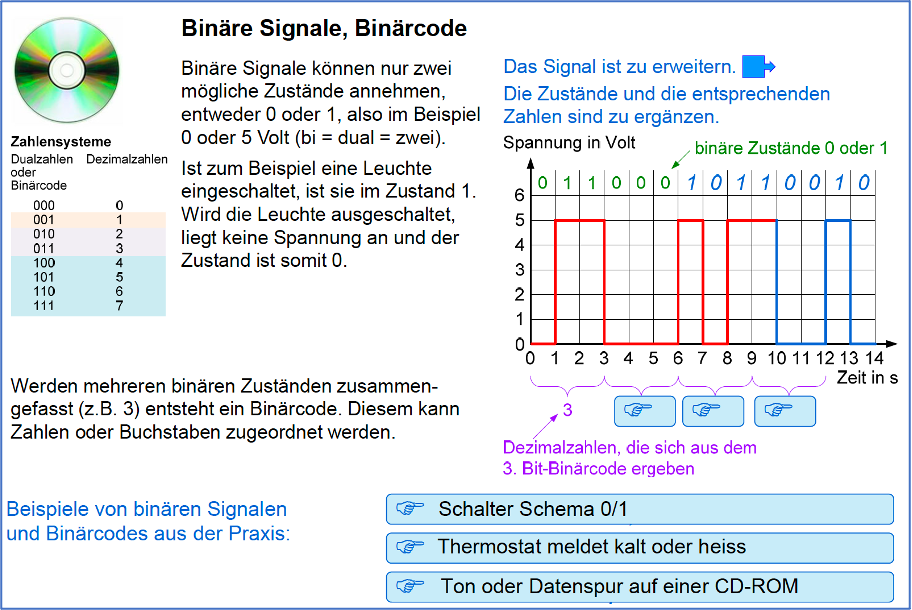 Binäre Signale, Binärcode
Binäre Signale können nur zwei
mögliche Zustände annehmen,
entweder 0 oder 1, also im Beispiel
0 oder 5 Volt (bi = dual = zwei).
Ist zum Beispiel eine Leuchte
eingeschaltet, ist sie im Zustand 1.
Wird die Leuchte ausgeschaltet,
liegt keine Spannung an und der
Zustand ist somit 0.
Zahlensysteme
Dualzahlen Dezimalzahlen
oder
Binärcode
000 0
001 1
010 2
011 3
100 4
101 5
110 6
111 7
Das Signal ist zu erweitern.
Die Zustände und die entsprechenden
Zahlen sind zu ergänzen.
Spannung in Volt
binäre Zustände 0 oder 1
0 1 1 0 0 0 1 0 1 1 0 0 1 0
6
5
4
3
2
1
0
0 1 2 3 4 5 6 7 8 9 10 11 12 13 14
Zeit in s
3
Dezimalzahlen, die sich aus dem
3. Bit-Binärcode ergeben
Werden mehreren binären Zuständen zusammen-
gefasst (z.B. 3) entsteht ein Binärcode. Diesem kann
Zahlen oder Buchstaben zugeordnet werden.
Beispiele von binären Signalen
und Binärcodes aus der Praxis:
Schalter Schema 0/1
Thermostat meldet kalt oder heiss
Ton oder Datenspur auf einer CD-ROM